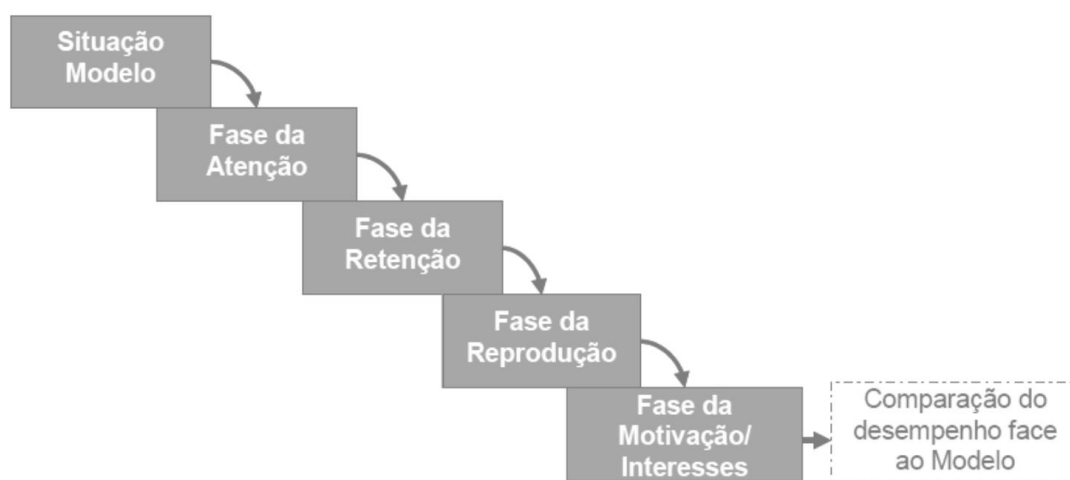 Situação
Modelo
Fase da
Atenção
Fase da
Retenção
Fase da
Reprodução
Fase da
Motivação/
Interesses
Comparação do
desempenho face
ao Modelo